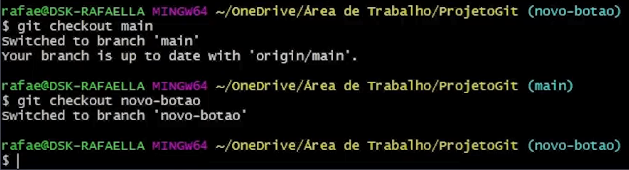 rafae@DSK-RAFAELLA MINGW64 ~/OneDrive/Área de Trabalho/ProjetoGit (novo-botao)
$ git checkout main
Switched to branch 'main'
Your branch is up to date with 'origin/main'.
rafae@DSK-RAFAELLA MINGW64 ~/OneDrive/Área de Trabalho/ProjetoGit (main)
$ git checkout novo-botao
Switched to branch 'novo-botao'
rafae@DSK-RAFAELLA MINGW64 ~/OneDrive/Área de Trabalho/ProjetoGit (novo-botao)
$